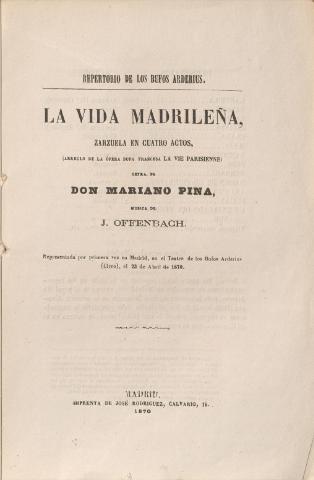 REPERTORIO DE LOS BUFOS ARDERIUS.
LA VIDA MADRILEÑA,
ZARZUELA EN CUATRO ACTOS,
(ARREGLO DE LA ÓPERA BUFA FRANCESA LA VIE PARISIENNE)
LETRA DE
DON MARIANO PINA,
MUSICA DE
J. OFFENBACH.
Representada por primera vez en Madrid, en el Teatro de los Bufos Arderius
(Circo), el 23 de Abril de 1870.
MADRID.
IMPRENTA DE JOSÉ RODRIGUEZ, CALVARIO, 18.
1870